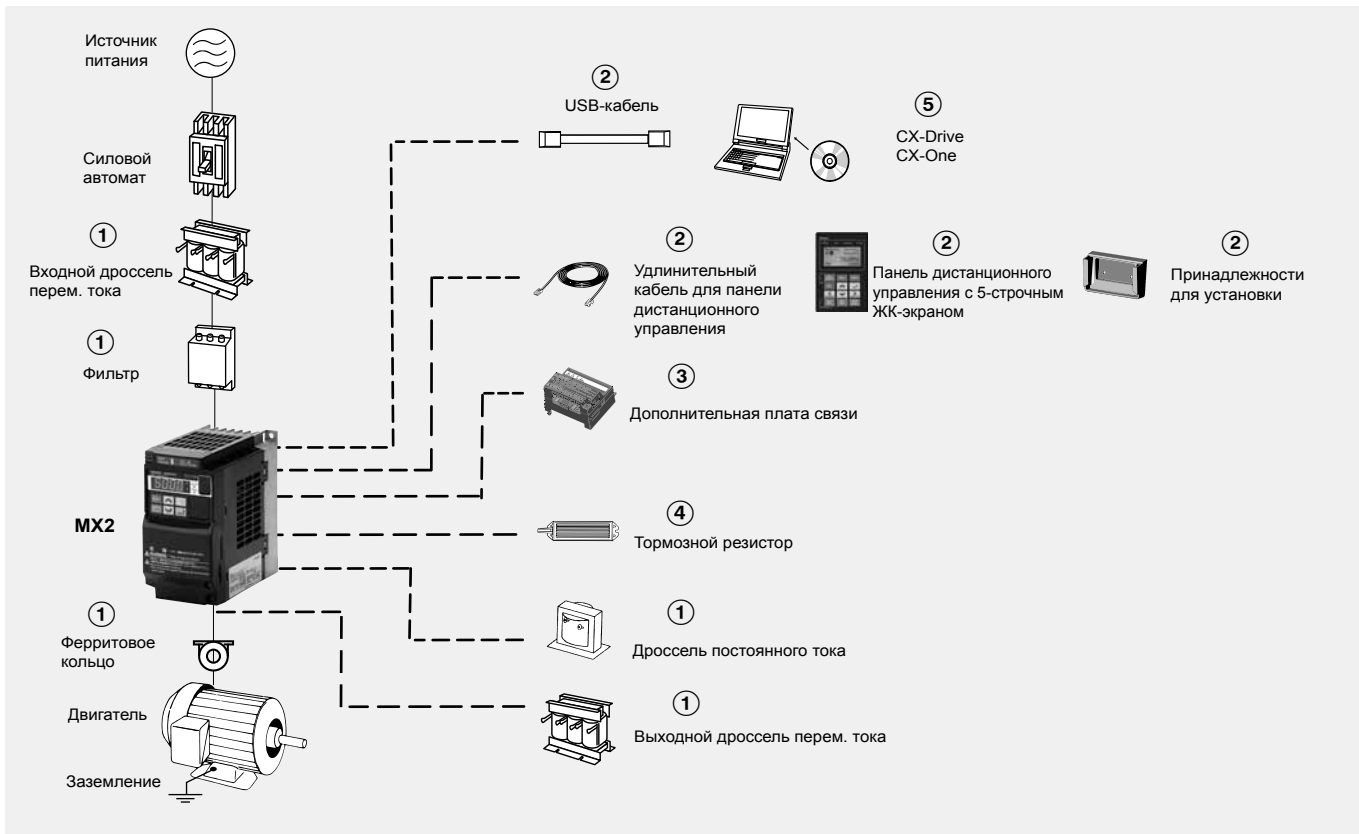 Источник
питания
Силовой
автомат
1
Входной дроссель
перем. тока
1
Фильтр
MX2
1
Ферритовое
кольцо
Двигатель
Заземление
2
USB-кабель
5
CX-Drive
CX-One
2
Удлинительный
кабель для панели
дистанционного
управления
2
Панель дистанционного
управления с 5-строчным
ЖК-экраном
2
Принадлежности
для установки
3
Дополнительная плата связи
4
Тормозной резистор
1
Дроссель постоянного тока
1
Выходной дроссель перем. тока